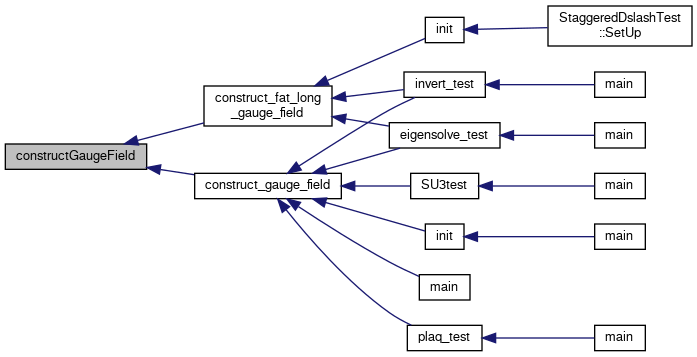 init
StaggeredDslashTest
::SetUp
construct_fat_long
_gauge_field
invert_test
main
eigensolve_test
main
constructGaugeField
construct_gauge_field
SU3test
main
init
main
main
plaq_test
main